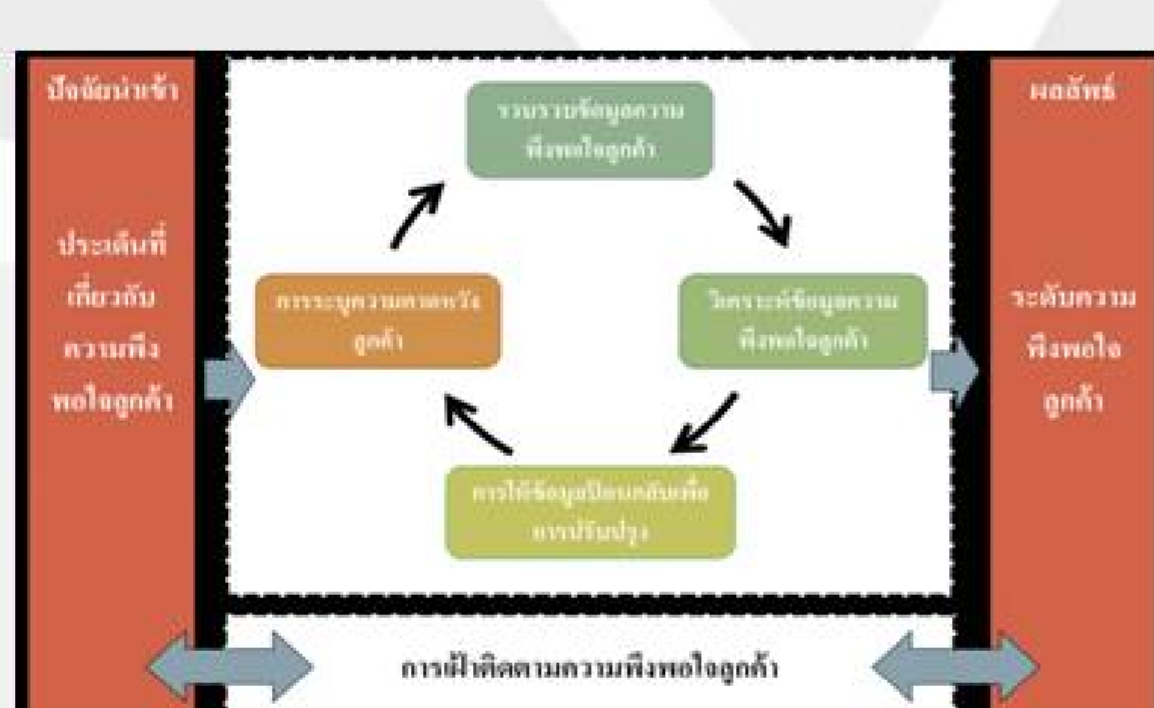 ปัจจัยนำเข้า
ประเด็นที่
เกี่ยวกับ
ความพึง
พอใจลูกค้า
รวบรวมข้อมูลความ
พึงพอใจลูกค้า
การระบุความคาดหวัง
ลูกค้า
วิเคราะห์ข้อมูลความ
พึงพอใจลูกค้า
การให้ข้อมูลป้อนกลับเพื่อ
การปรับปรุง
ผลลัพธ์
ระดับความ
พึงพอใจ
ลูกค้า
การเฝ้าติดตามความพึงพอใจลูกค้า